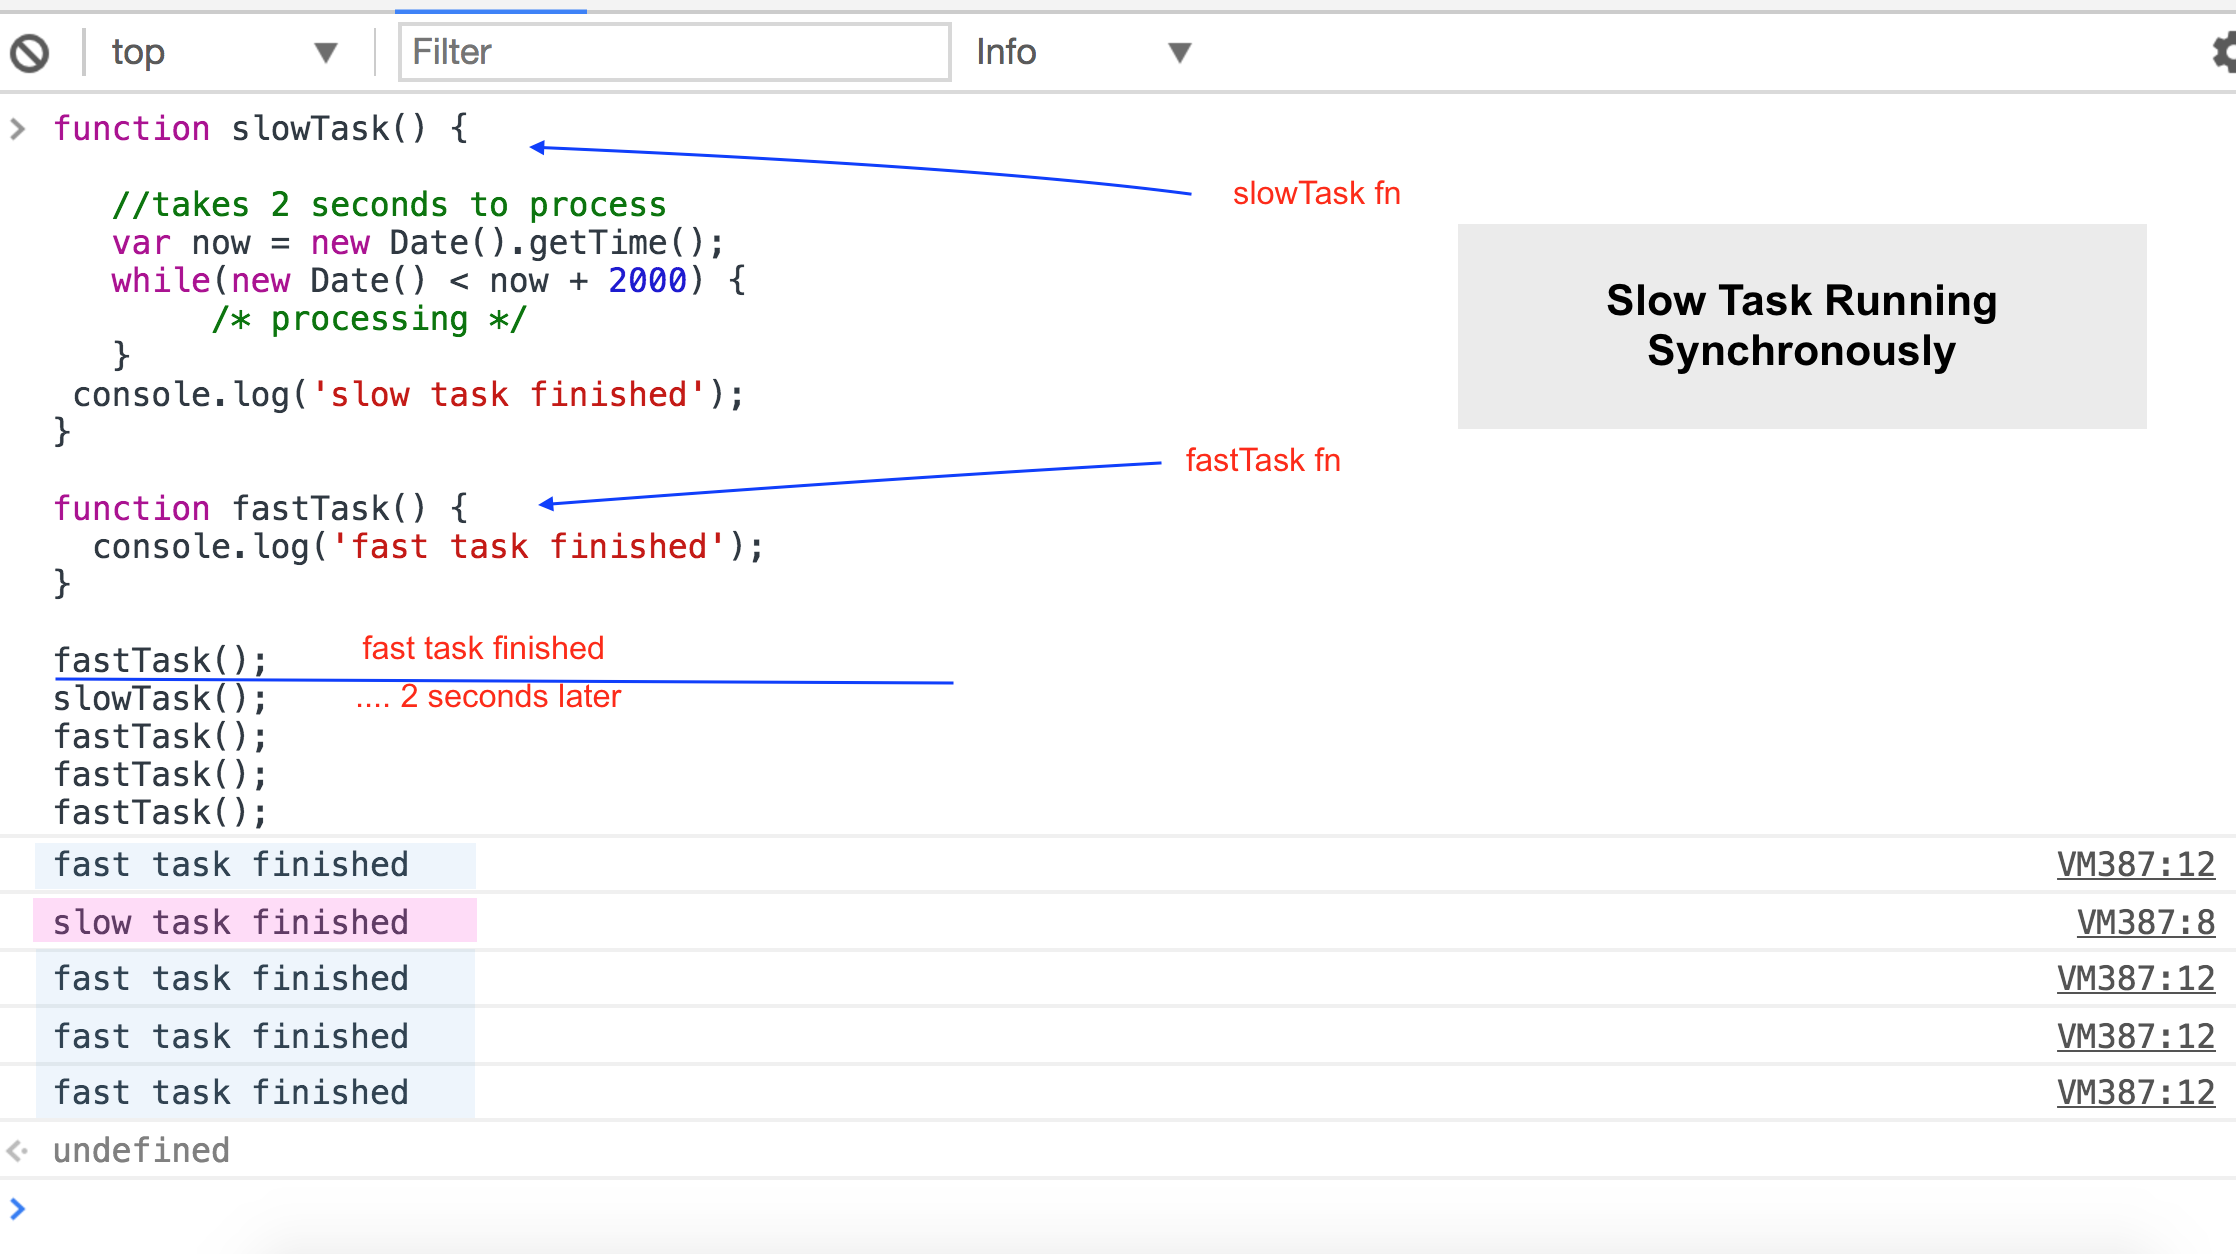 top Filter Info
function slowTask() {
slowTask fn
//takes 2 seconds to process
var now = new Date().getTime();
while(new Date() < now + 2000) {
/* processing */
}
console.log('slow task finished');
}
Slow Task Running
Synchronously
fastTask fn
function fastTask() {
console.log('fast task finished');
}
fastTask(); fast task finished
slowTask(); .... 2 seconds later
fastTask();
fastTask();
fastTask();
fast task finished VM387:12
slow task finished VM387:8
fast task finished VM387:12
fast task finished VM387:12
fast task finished VM387:12
undefined